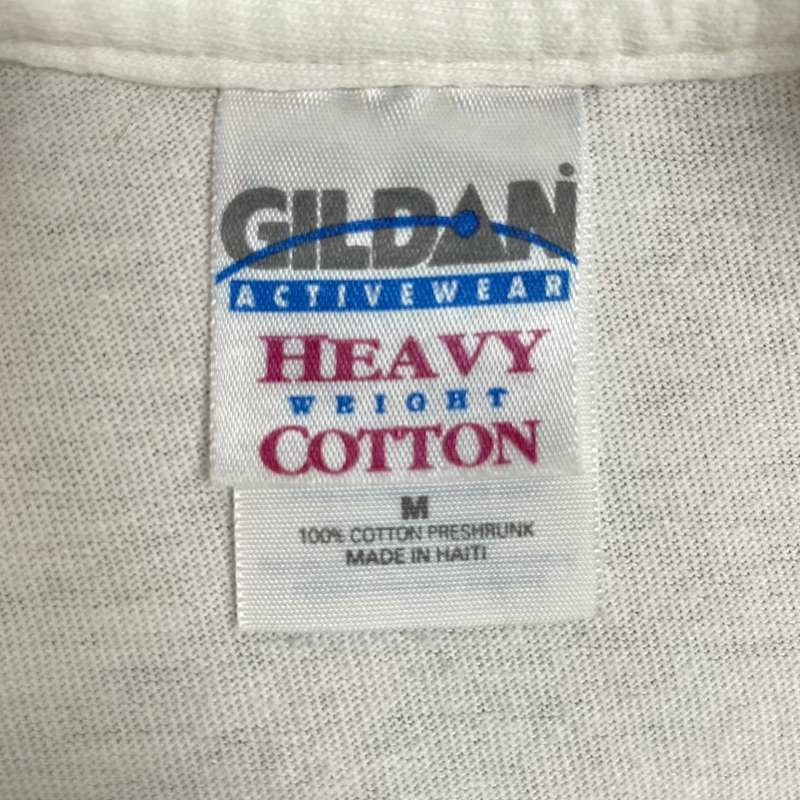 GILDAN
ACTIVEWEAR
HEAVY
WEIGHT
COTTON
M
100% COTTON PRESHRUNK
MADE IN HAITI